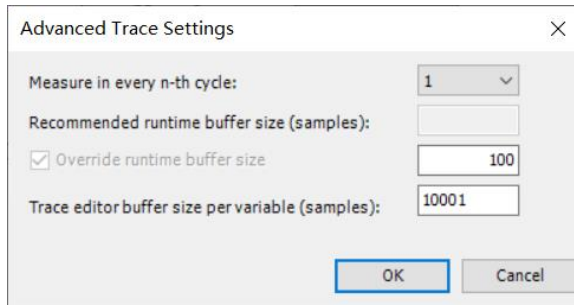 Advanced Trace Settings
Measure in every n-th cycle: 1
Recommended runtime buffer size (samples):
Override runtime buffer size 100
Trace editor buffer size per variable (samples): 10001
OK Cancel